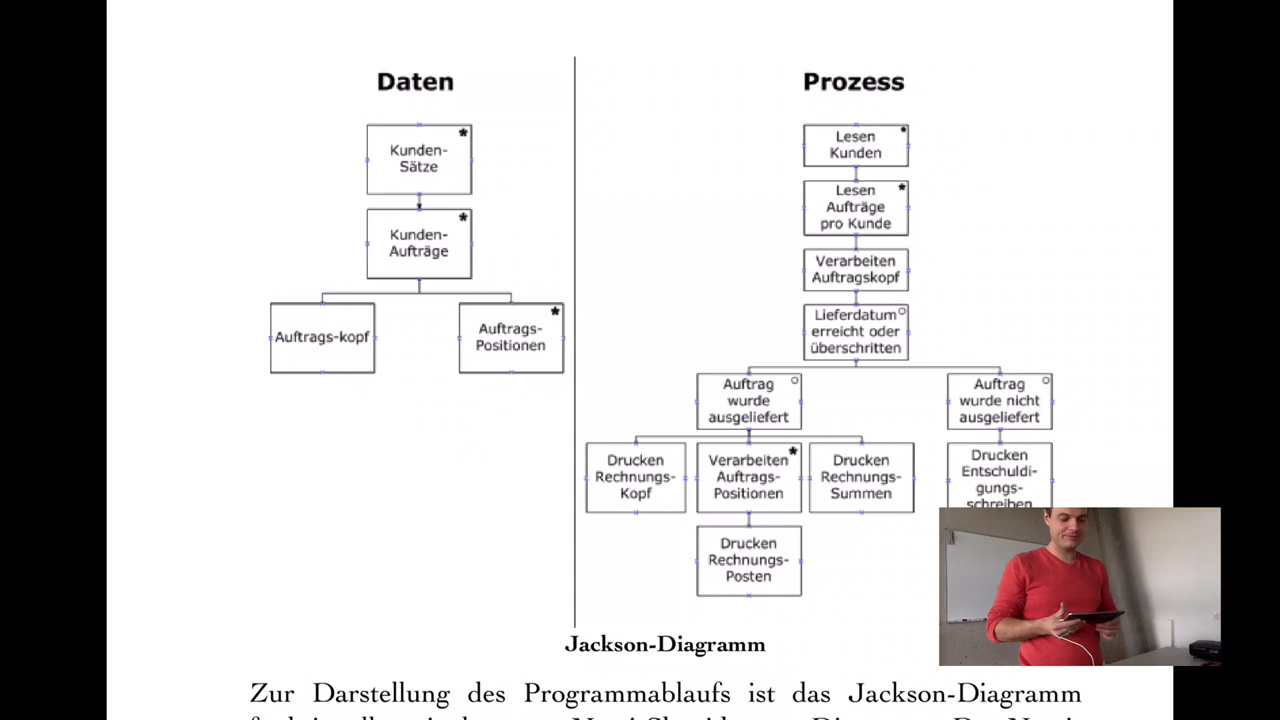 Daten
Prozess
*
Kunden-
Sätze
*
Kunden-
Aufträge
Auftrags-kopf
*
Auftrags-
Positionen
*
Lesen
Kunden
*
Lesen
Aufträge
pro Kunde
Verarbeiten
Auftragskopf
Lieferdatum
erreicht oder
überschritten
Auftrag
wurde
ausgeliefert
Auftrag
wurde nicht
ausgeliefert
Drucken
Rechnungs-
Kopf
*
Verarbeiten
Auftrags-
Positionen
Drucken
Rechnungs-
Summen
Drucken
Entschuldi-
gungs-
schreiben
Drucken
Rechnungs-
Posten
Jackson-Diagramm
Zur Darstellung des Programmablaufs ist das Jackson-Diagramm